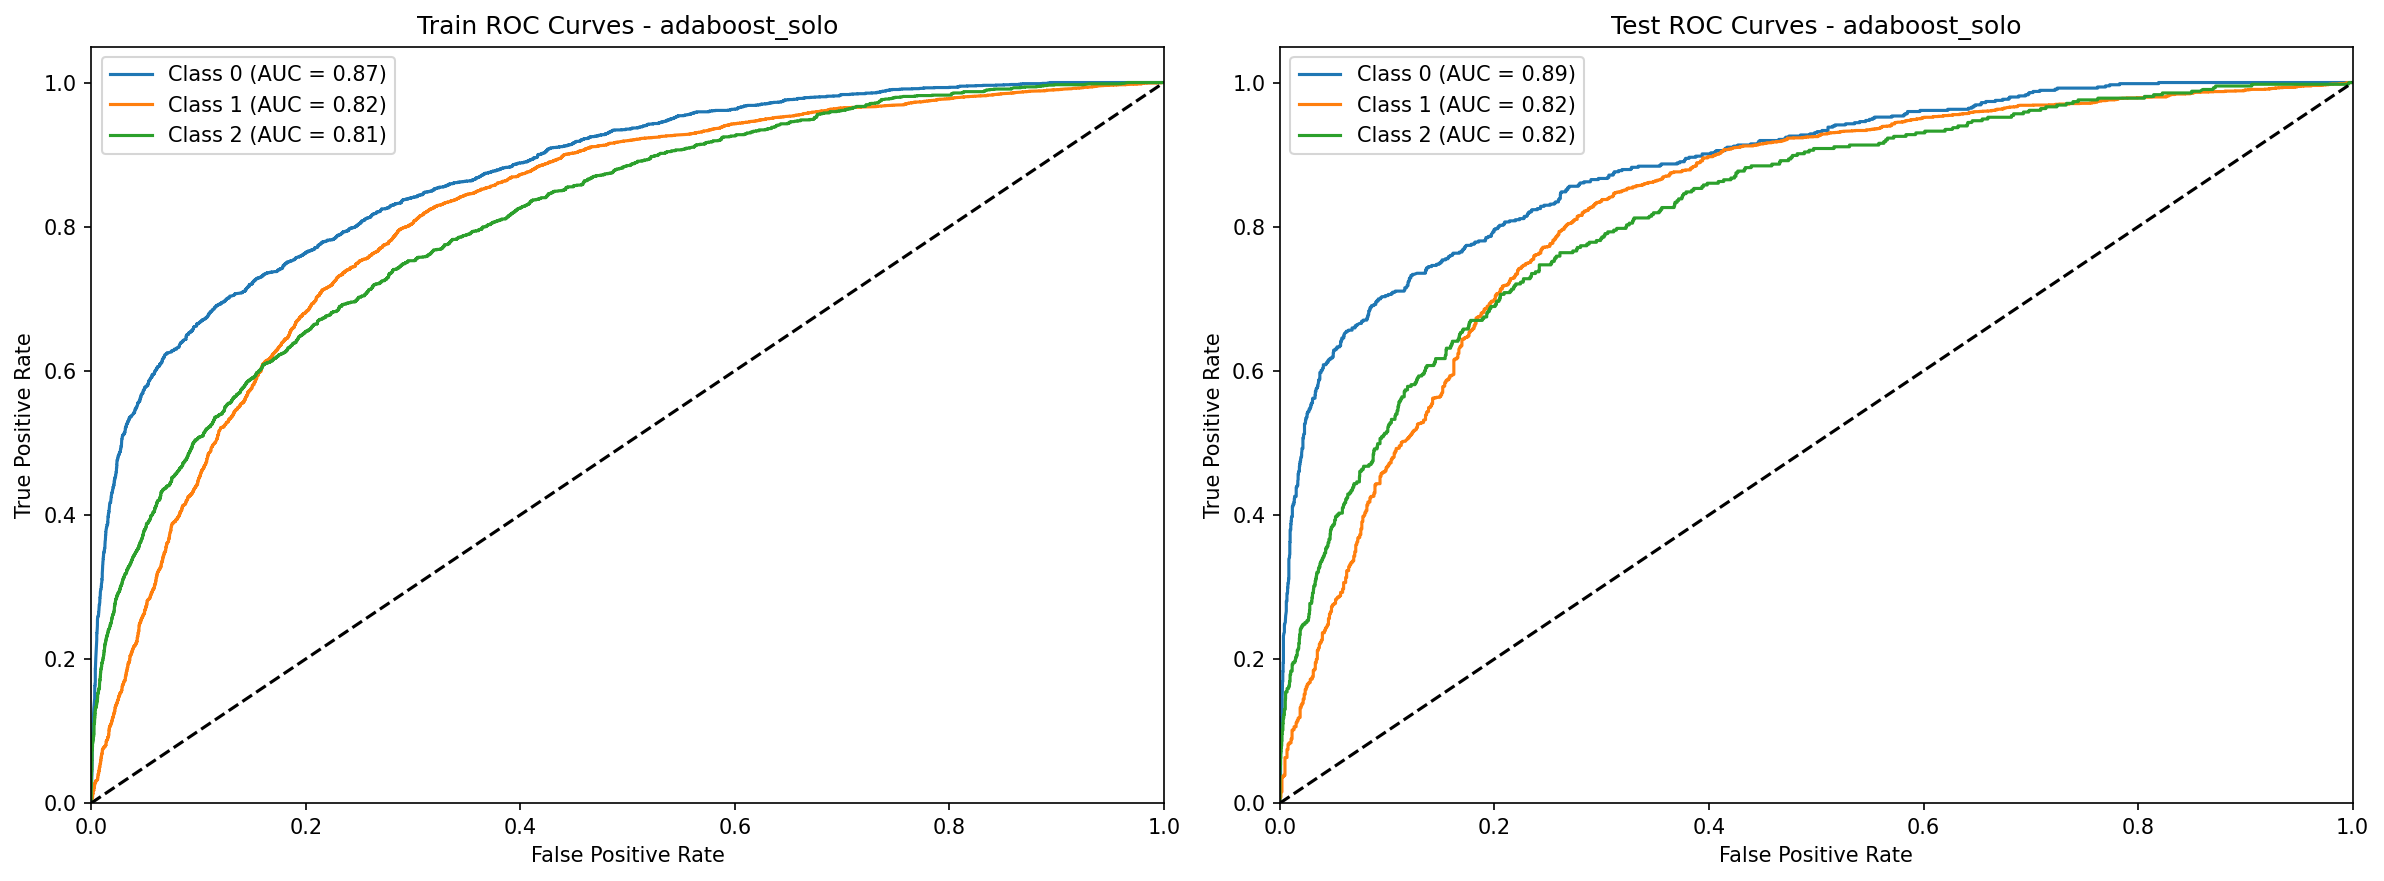 Train ROC Curves - adaboost_solo
Class 0 (AUC = 0.87)
Class 1 (AUC = 0.82)
Class 2 (AUC = 0.81)
True Positive Rate
1.0
0.8
0.6
0.4
0.2
0.0
0.0 0.2 0.4 0.6 0.8 1.0
False Positive Rate
Test ROC Curves - adaboost_solo
Class 0 (AUC = 0.89)
Class 1 (AUC = 0.82)
Class 2 (AUC = 0.82)
True Positive Rate
1.0
0.8
0.6
0.4
0.2
0.0
0.0 0.2 0.4 0.6 0.8 1.0
False Positive Rate